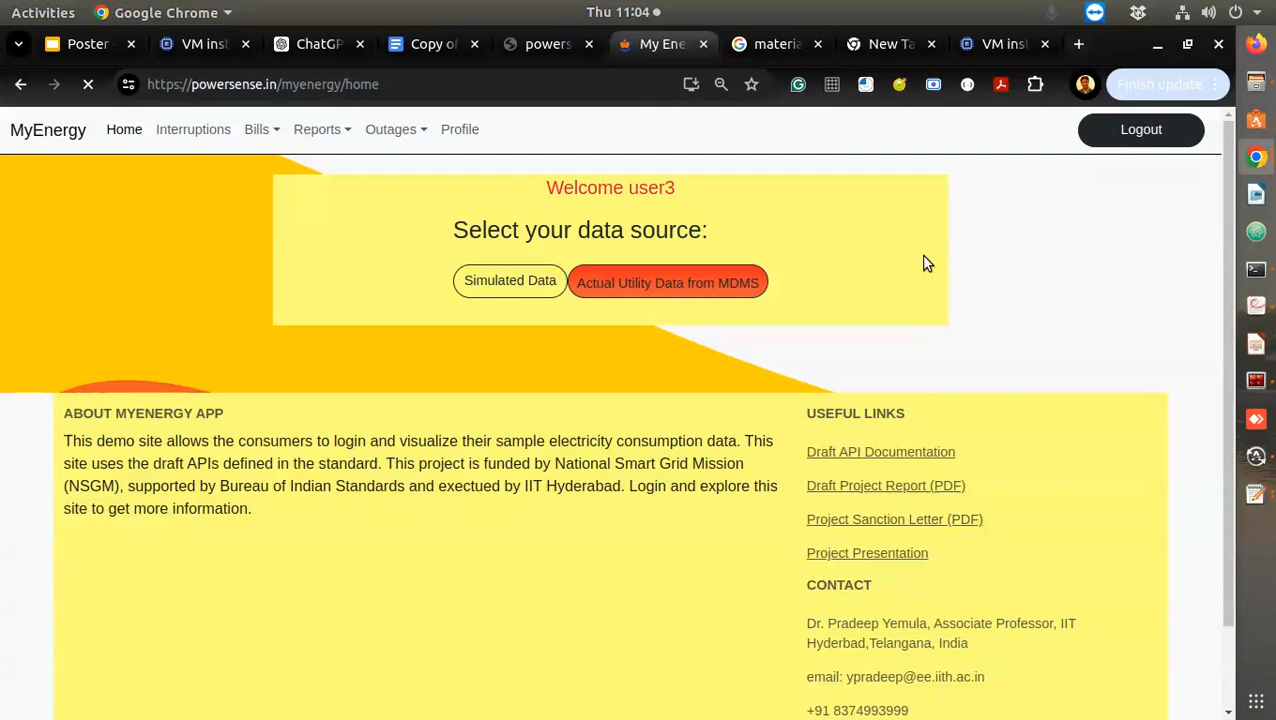 Activities Google Chrome Thu 11:04
Poster - VM inst ChatGP Copy of powers My Ene materia New Ta VM inst
https://powersense.in/myenergy/home Finish update
MyEnergy Home Interruptions Bills Reports Outages Profile Logout
Welcome user3
Select your data source:
Simulated Data Actual Utility Data from MDMS
ABOUT MYENERGY APP
This demo site allows the consumers to login and visualize their sample electricity consumption data. This
site uses the draft APIs defined in the standard. This project is funded by National Smart Grid Mission
(NSGM), supported by Bureau of Indian Standards and exectued by IIT Hyderabad. Login and explore this
site to get more information.
USEFUL LINKS
Draft API Documentation
Draft Project Report (PDF)
Project Sanction Letter (PDF)
Project Presentation
CONTACT
Dr. Pradeep Yemula, Associate Professor, IIT
Hyderbad,Telangana, India
email: ypradeep@ee.iith.ac.in
+91 8374993999